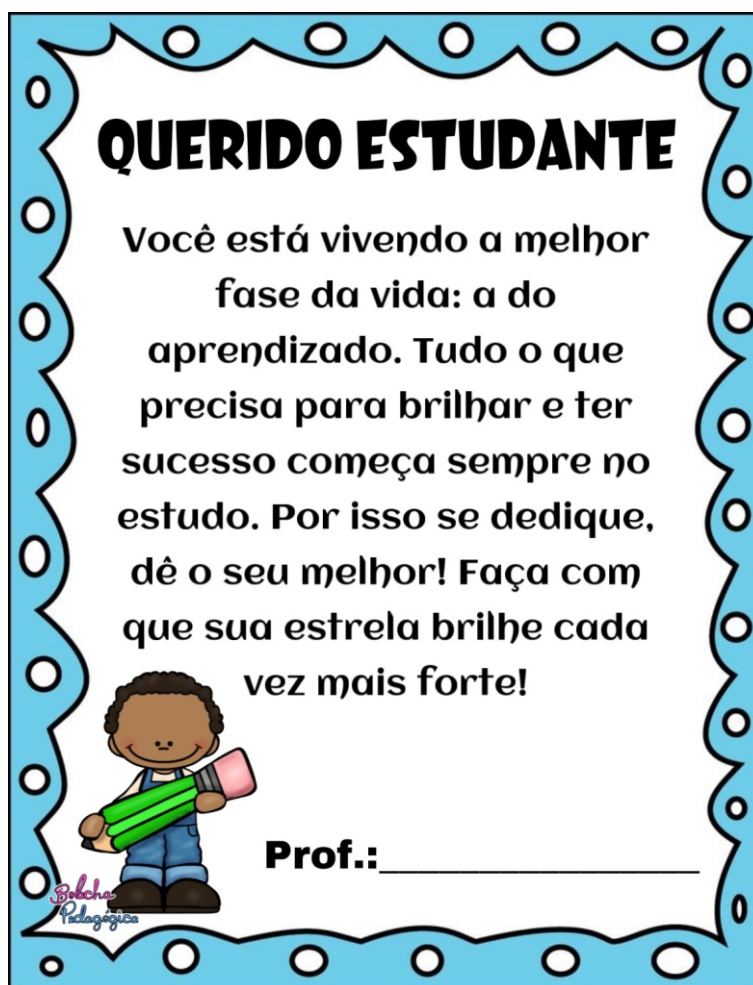 QUERIDO ESTUDANTE
Você está vivendo a melhor
fase da vida: a do
aprendizado. Tudo o que
precisa para brilhar e ter
sucesso começa sempre no
estudo. Por isso se dedique,
dê o seu melhor! Faça com
que sua estrela brilhe cada
vez mais forte!
Prof.:__________________
Pedagógica